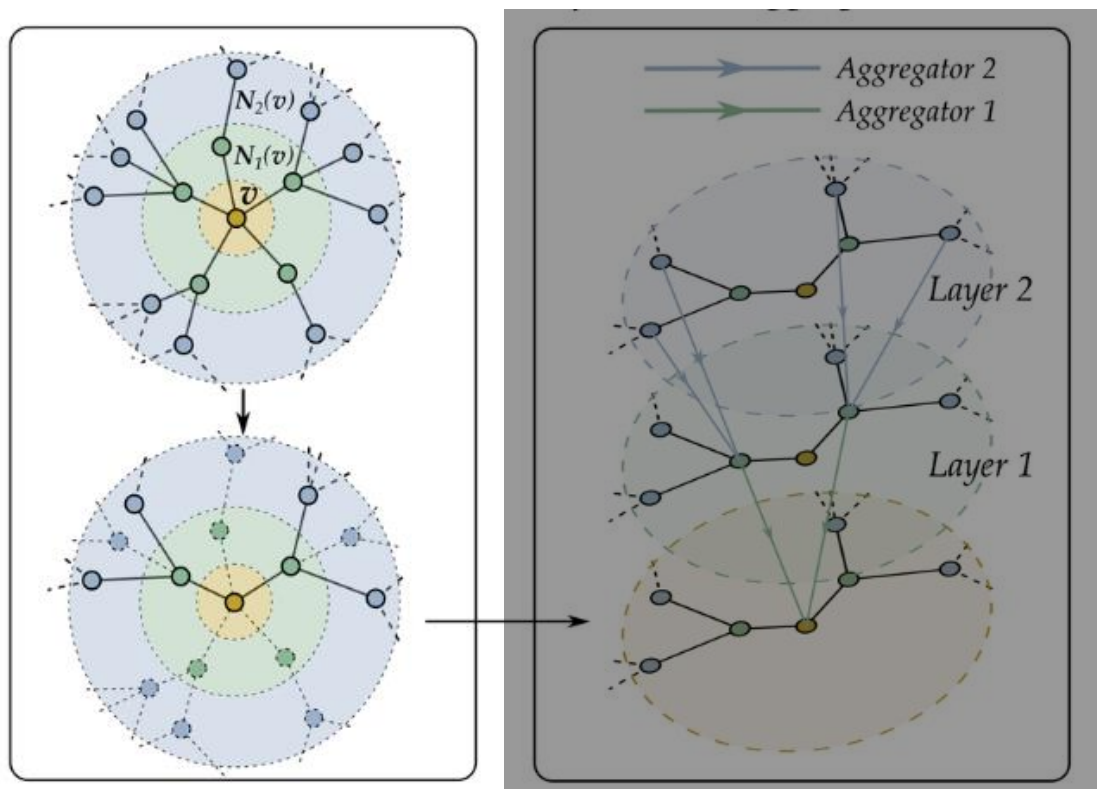 N₂(v)
N₁(v)
v
Aggregator 2
Aggregator 1
Layer 2
Layer 1